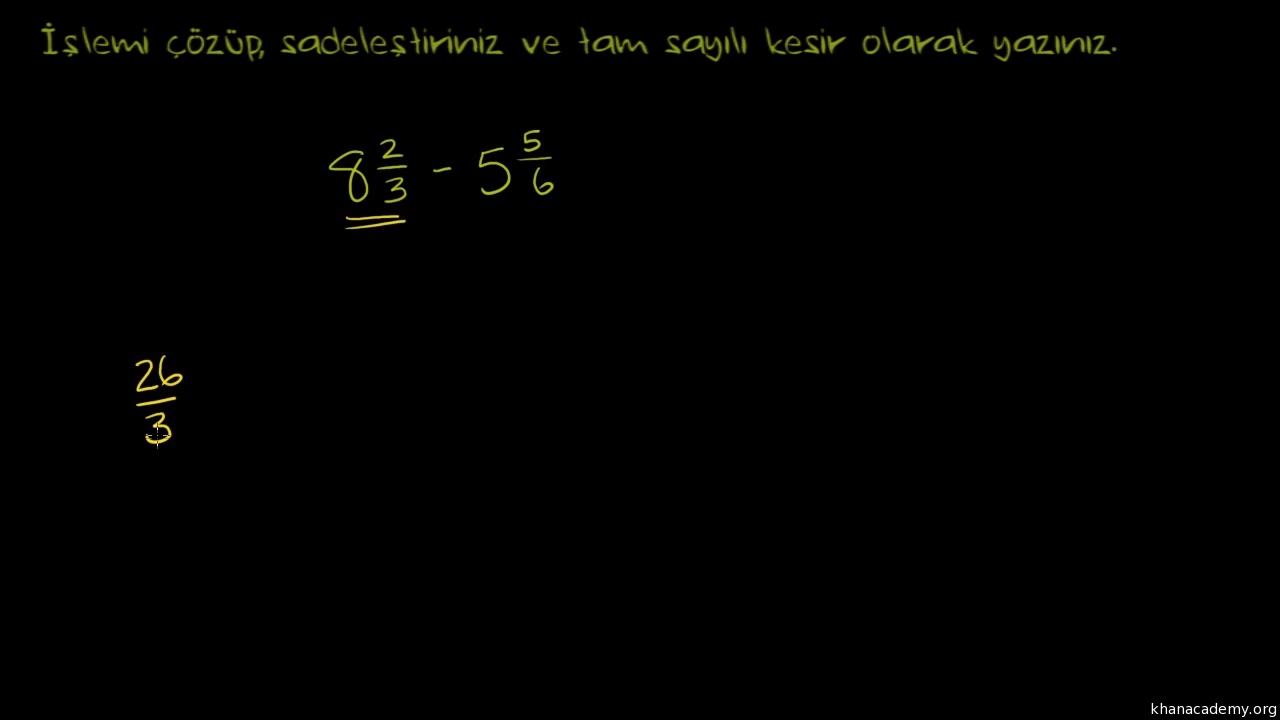 İşlemi çözüp, sadeleştiriniz ve tam sayılı kesir olarak yazınız.
8 2/3 - 5 5/6
26/3
khanacademy.org